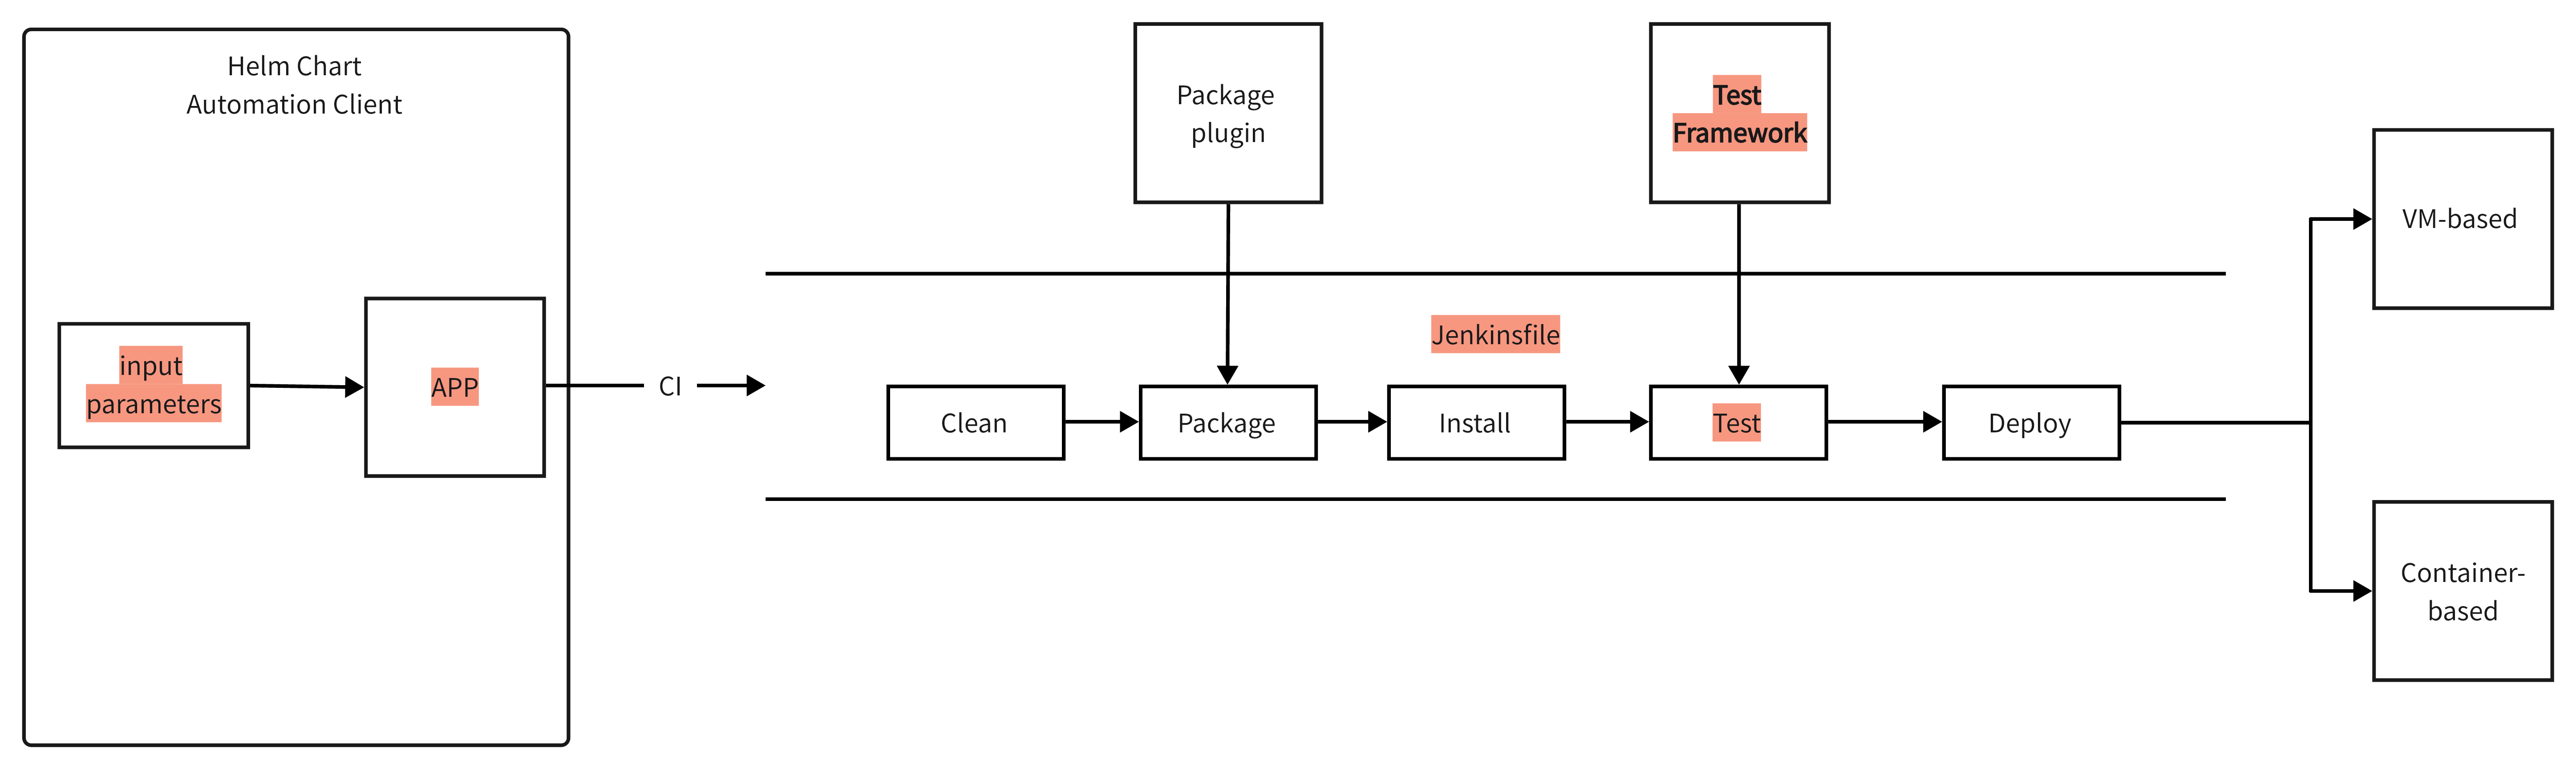 Helm Chart
Automation Client
input
parameters
APP
CI
Package
plugin
Test
Framework
Jenkinsfile
Clean
Package
Install
Test
Deploy
VM-based
Container-
based